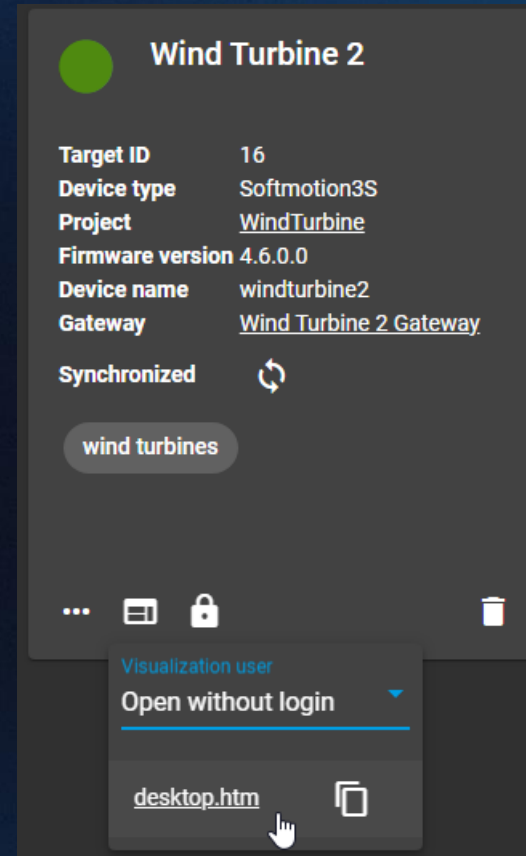 Wind Turbine 2
Target ID 16
Device type Softmotion3S
Project WindTurbine
Firmware version 4.6.0.0
Device name windturbine2
Gateway Wind Turbine 2 Gateway
Synchronized
wind turbines
Visualization user
Open without login
desktop.htm